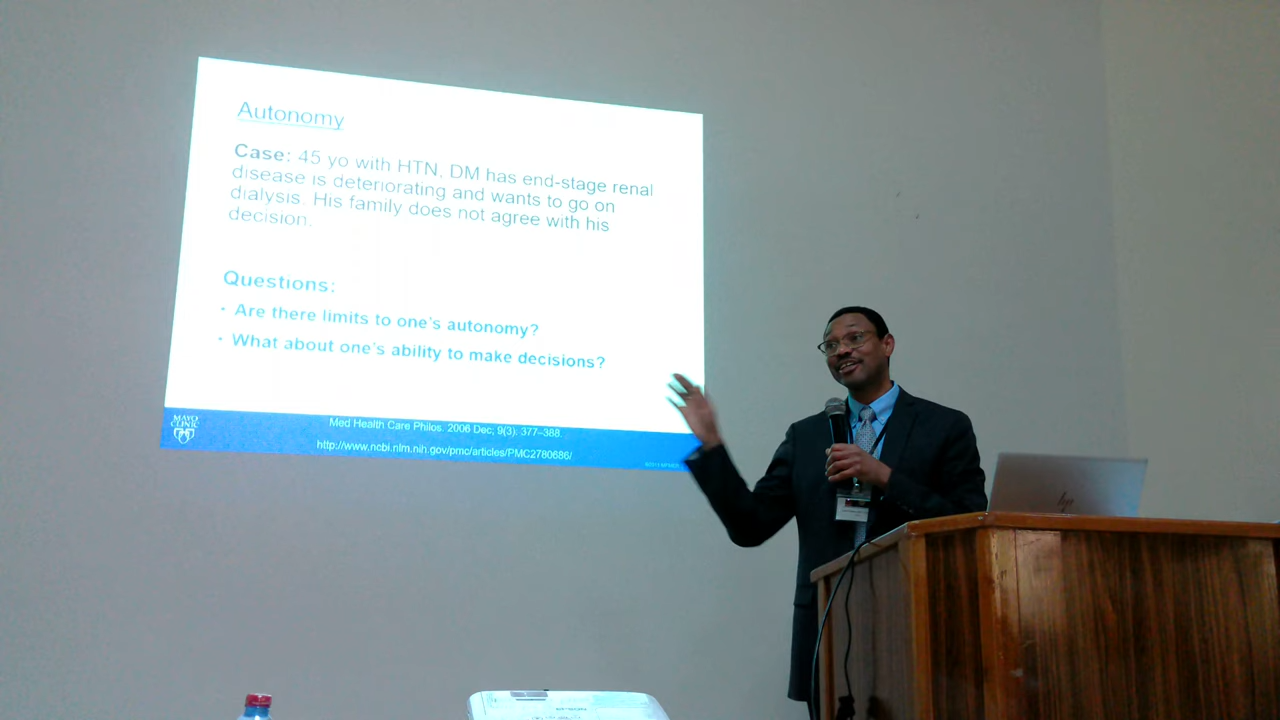 Autonomy
Case: 45 yo with HTN, DM has end-stage renal
disease is deteriorating and wants to go on
dialysis. His family does not agree with his
decision.
Questions:
• Are there limits to one's autonomy?
• What about one's ability to make decisions?
MAYO
CLINIC
Med Health Care Philos. 2006 Dec; 9(3): 377–388.
http://www.ncbi.nlm.nih.gov/pmc/articles/PMC2780686/
hp